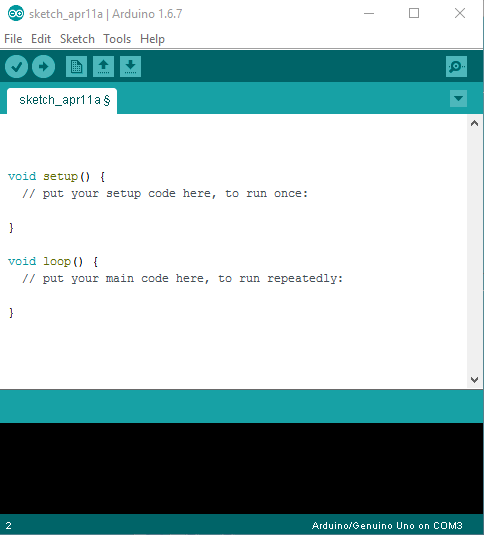 sketch_apr11a | Arduino 1.6.7
File Edit Sketch Tools Help
sketch_apr11a §
void setup() {
  // put your setup code here, to run once:
}
void loop() {
  // put your main code here, to run repeatedly:
}
2 Arduino/Genuino Uno on COM3